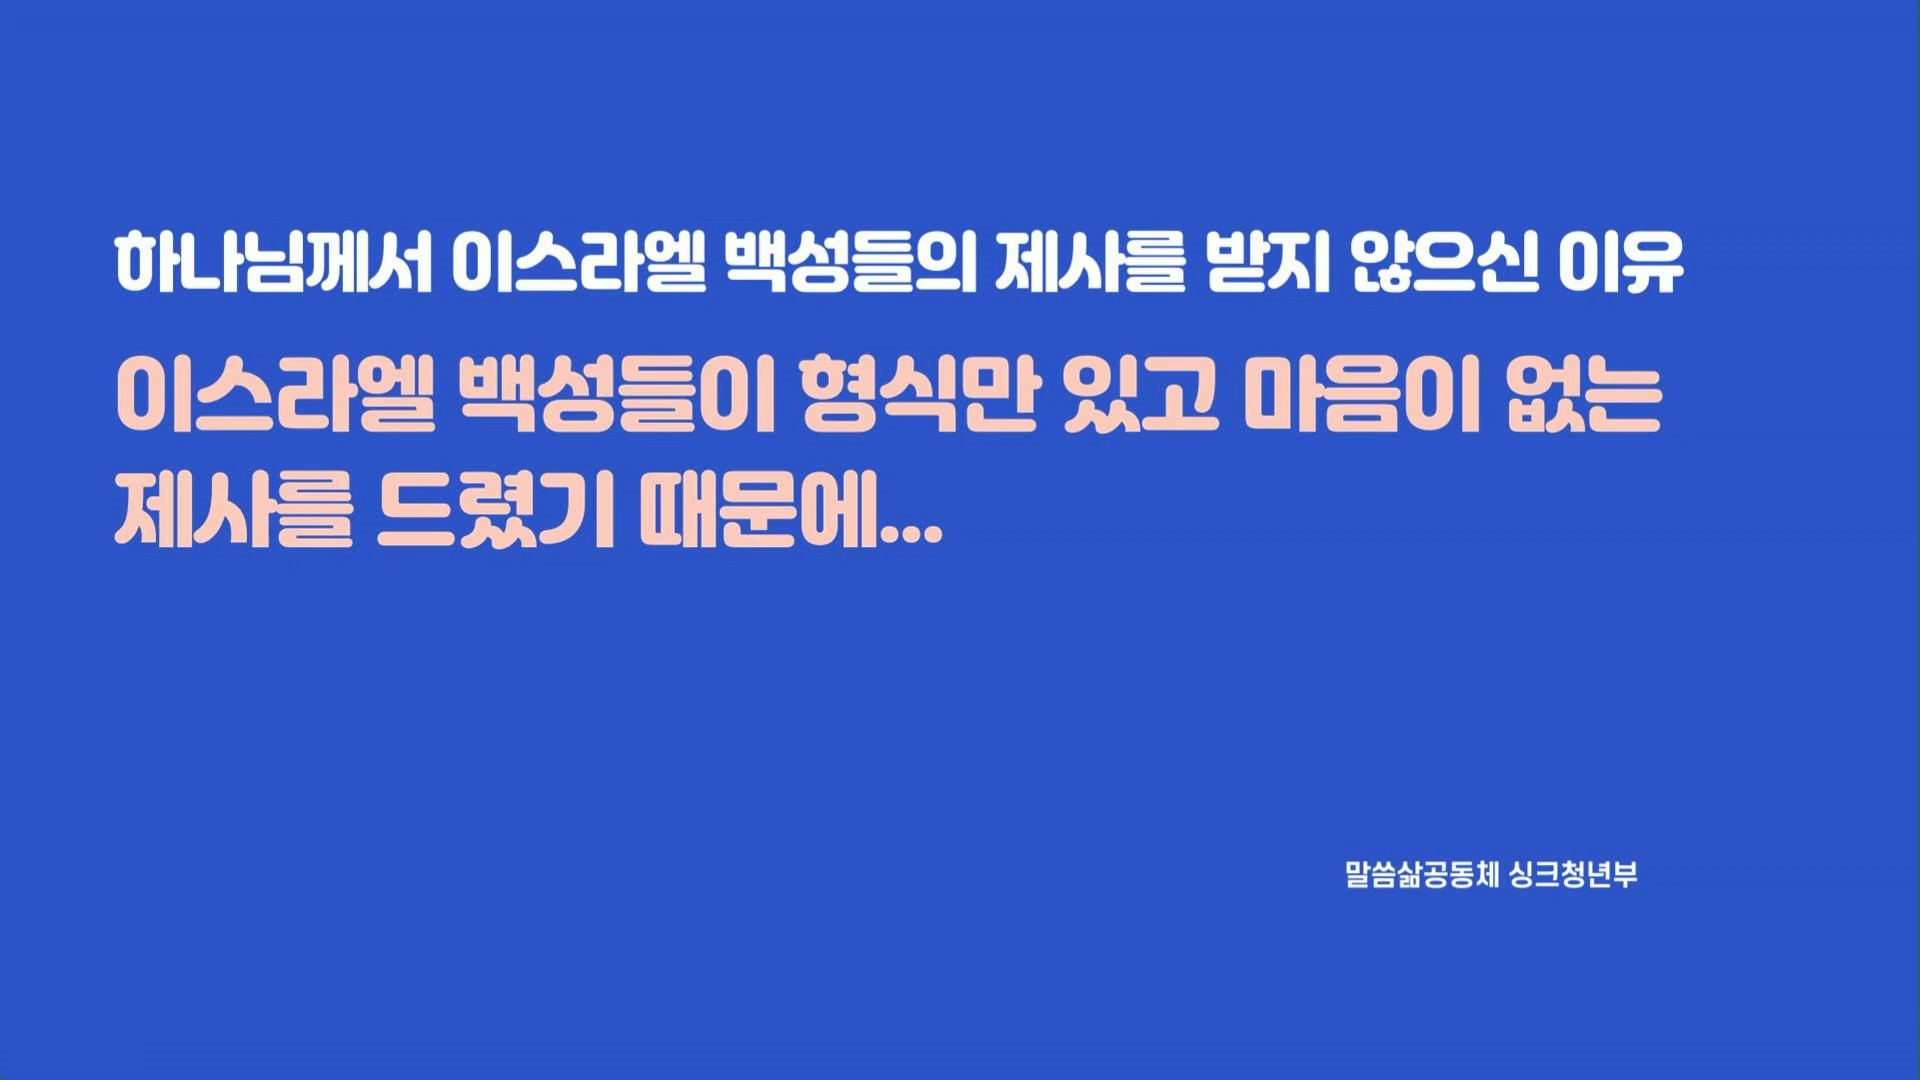 하나님께서 이스라엘 백성들의 제사를 받지 않으신 이유
이스라엘 백성들이 형식만 있고 마음이 없는
제사를 드렸기 때문에...
말씀삶공동체 싱크청년부